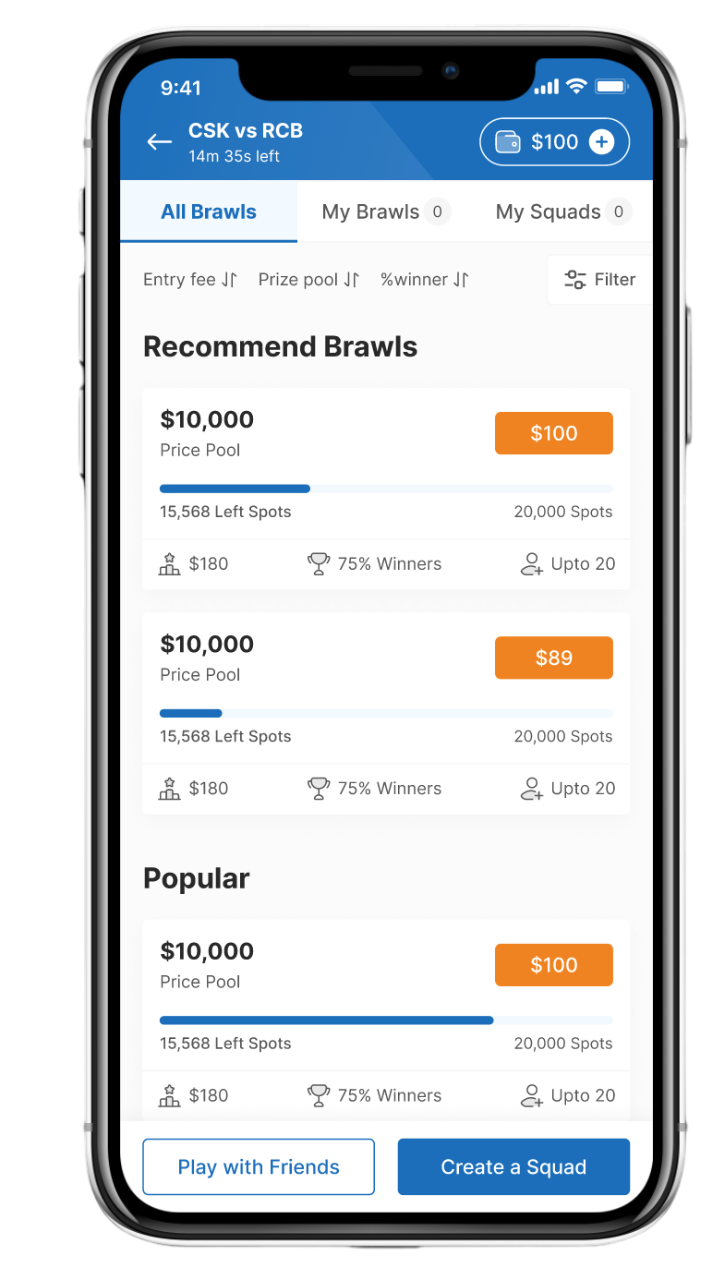 9:41
CSK vs RCB
14m 35s left
$100
All Brawls
My Brawls 0
My Squads 0
Entry fee
Prize pool
%winner
Filter
Recommend Brawls
$10,000
Price Pool
$100
15,568 Left Spots
20,000 Spots
$180
75% Winners
Upto 20
$10,000
Price Pool
$89
15,568 Left Spots
20,000 Spots
$180
75% Winners
Upto 20
Popular
$10,000
Price Pool
$100
15,568 Left Spots
20,000 Spots
$180
75% Winners
Upto 20
Play with Friends
Create a Squad